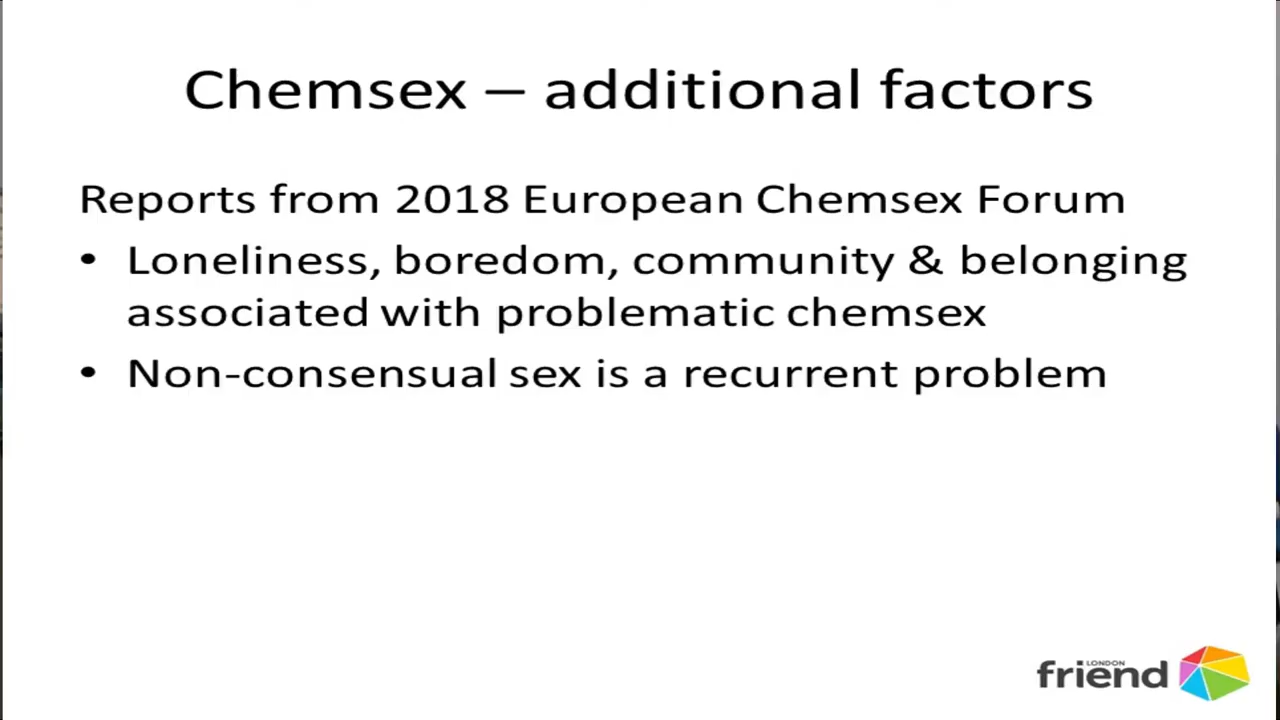 Chemsex – additional factors
Reports from 2018 European Chemsex Forum
• Loneliness, boredom, community & belonging
associated with problematic chemsex
• Non-consensual sex is a recurrent problem
LONDON
friend